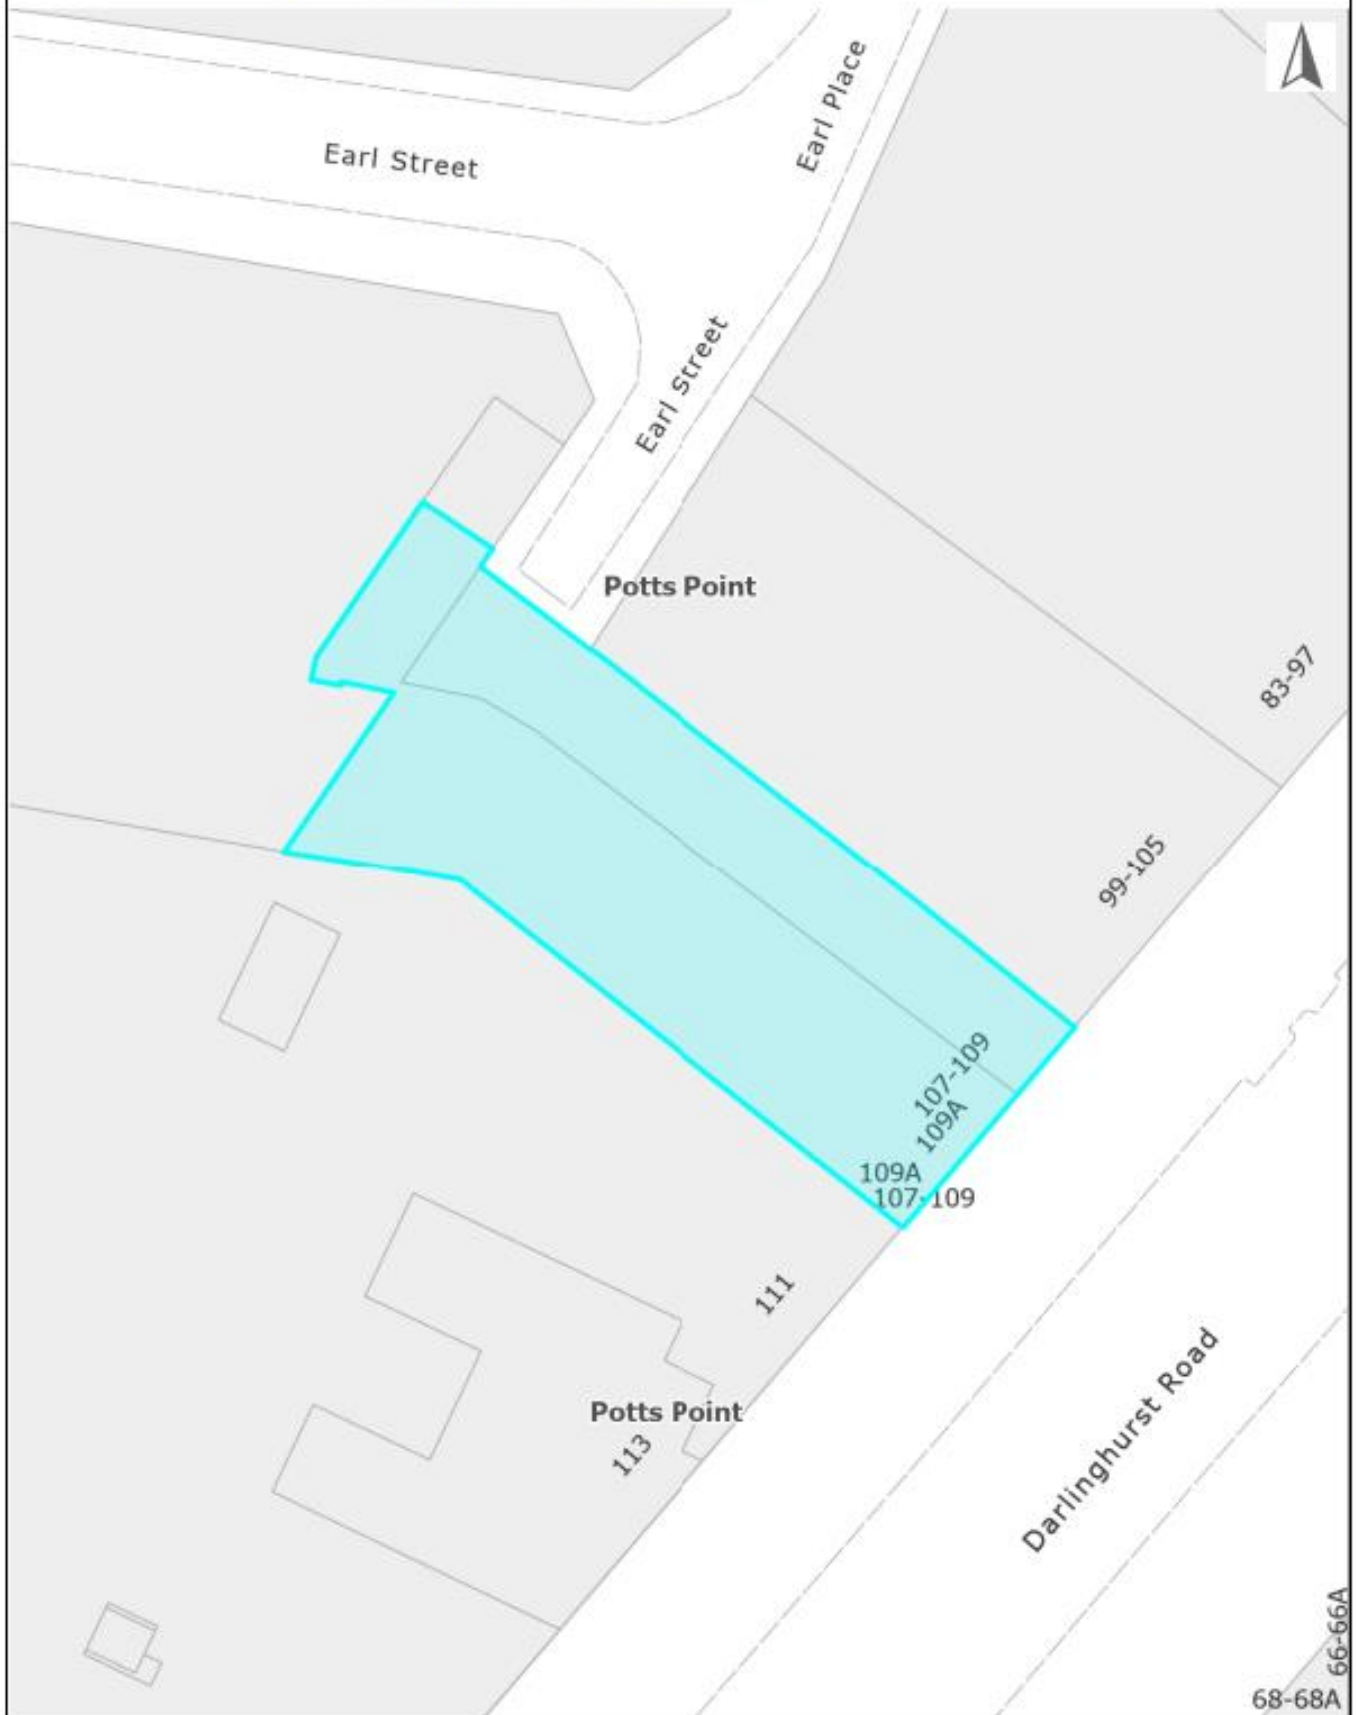 Earl Place
Earl Street
Earl Street
Potts Point
83-97
99-105
107-109
109A
109A
107-109
111
Darlinghurst Road
Potts Point
113
66-66A
68-68A